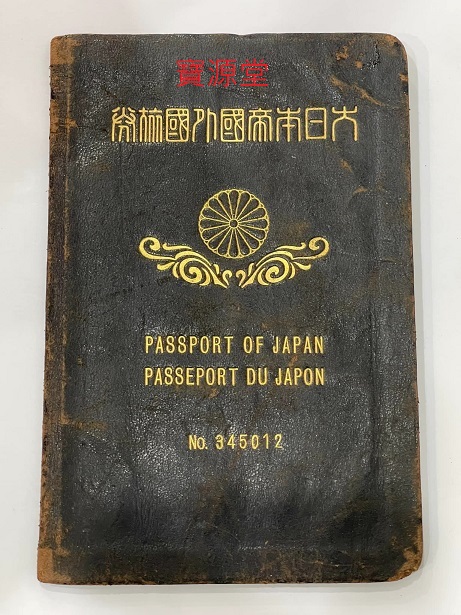 寶源堂
大日本帝國外國旅券
PASSPORT OF JAPAN
PASSEPORT DU JAPON
No. 345012